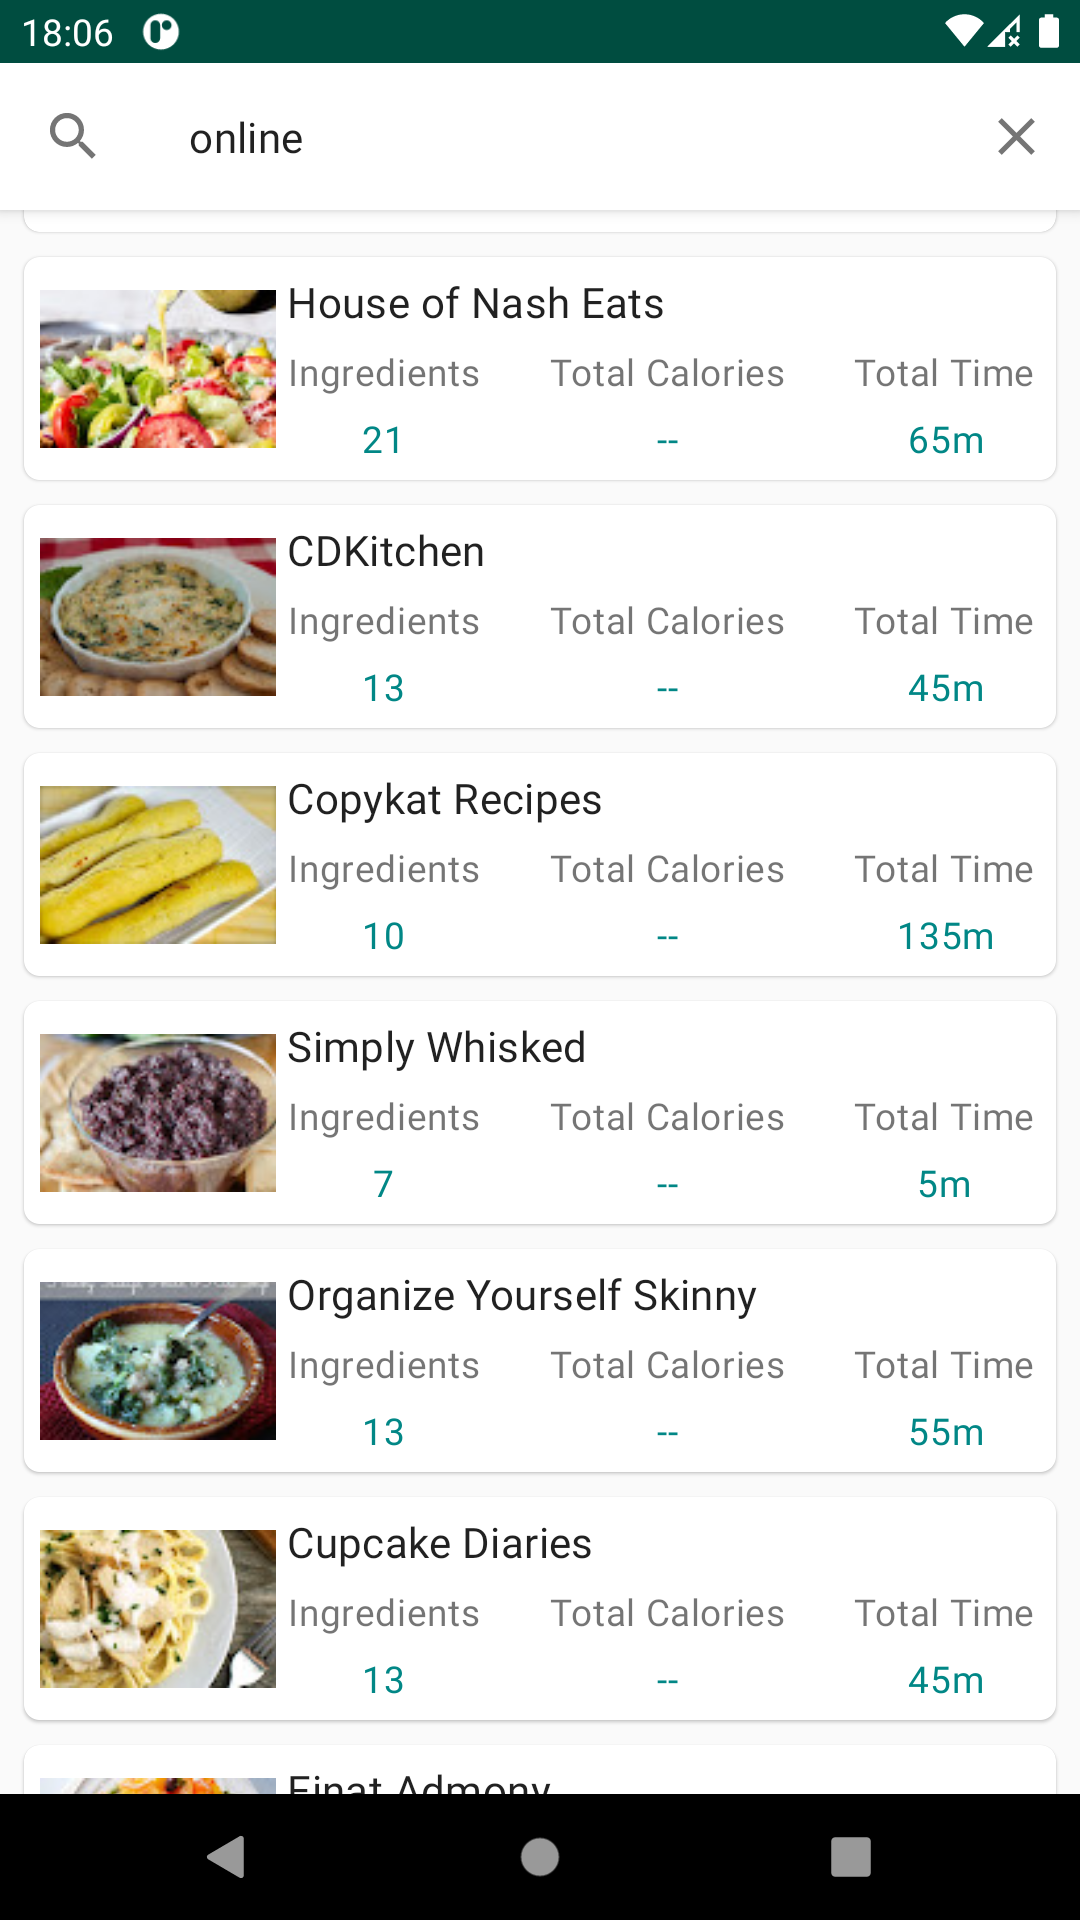 18:06
online
House of Nash Eats
Ingredients Total Calories Total Time
21 -- 65m
CDKitchen
Ingredients Total Calories Total Time
13 -- 45m
Copykat Recipes
Ingredients Total Calories Total Time
10 -- 135m
Simply Whisked
Ingredients Total Calories Total Time
7 -- 5m
Organize Yourself Skinny
Ingredients Total Calories Total Time
13 -- 55m
Cupcake Diaries
Ingredients Total Calories Total Time
13 -- 45m
Einat Admony